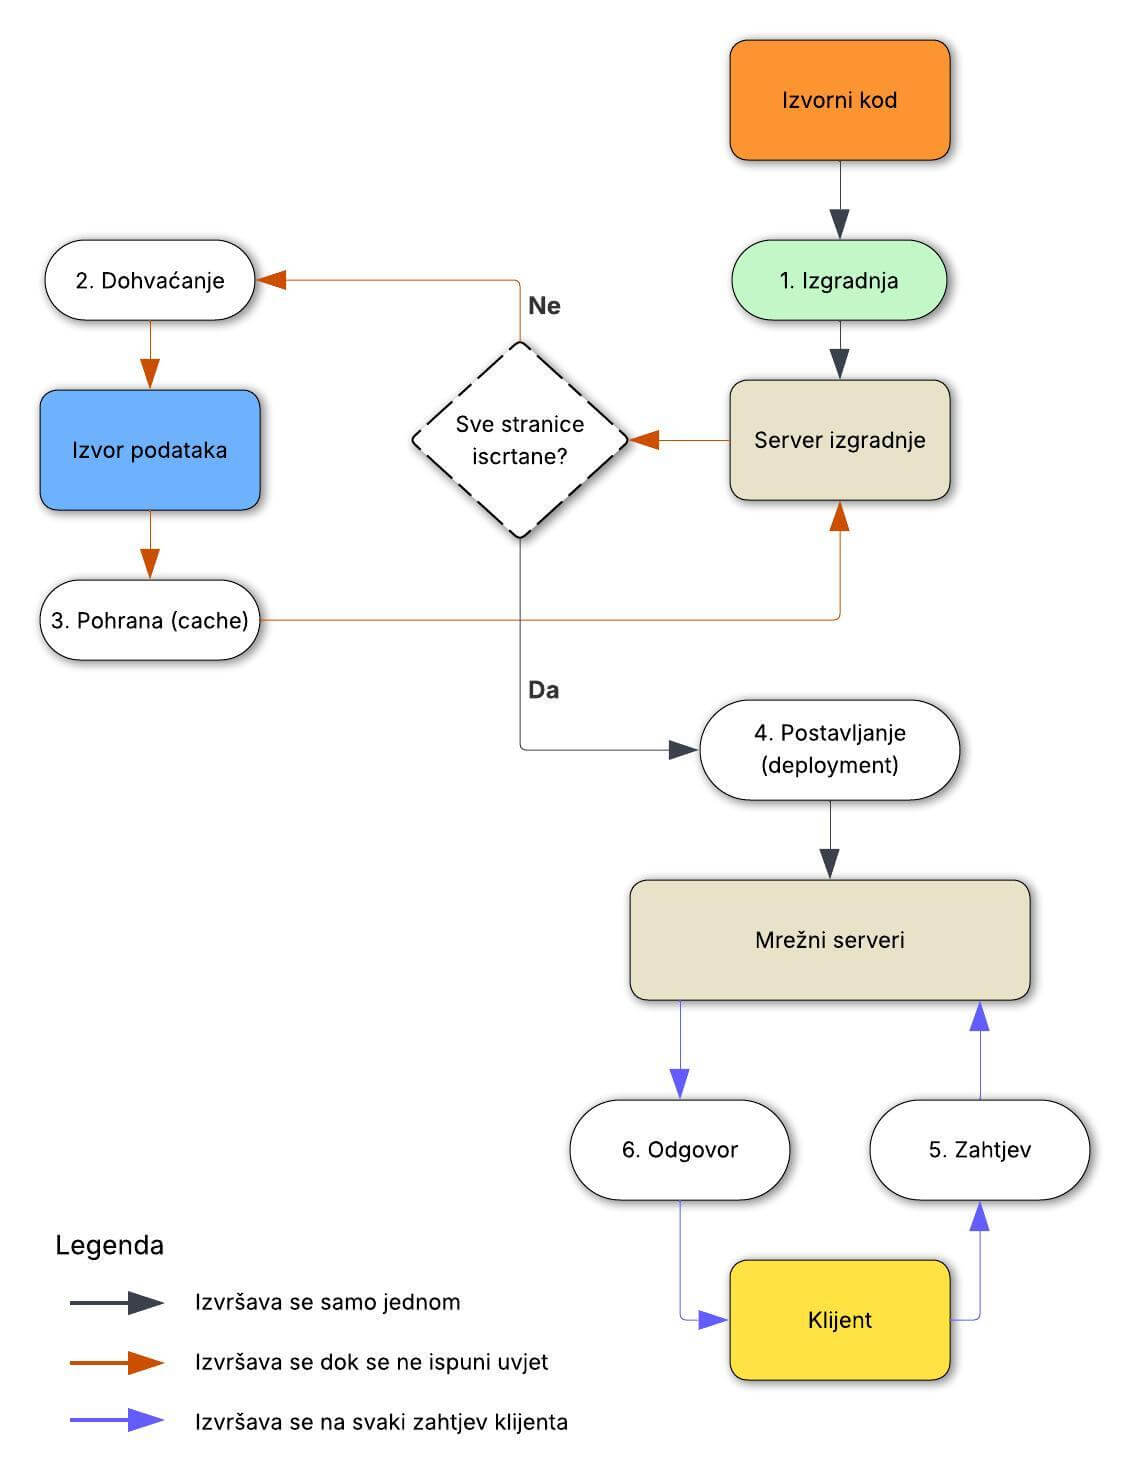 Izvorni kod
1. Izgradnja
2. Dohvaćanje
Ne
Sve stranice
iscrtane?
Server izgradnje
Izvor podataka
3. Pohrana (cache)
Da
4. Postavljanje
(deployment)
Mrežni serveri
6. Odgovor
5. Zahtjev
Klijent
Legenda
Izvršava se samo jednom
Izvršava se dok se ne ispuni uvjet
Izvršava se na svaki zahtjev klijenta